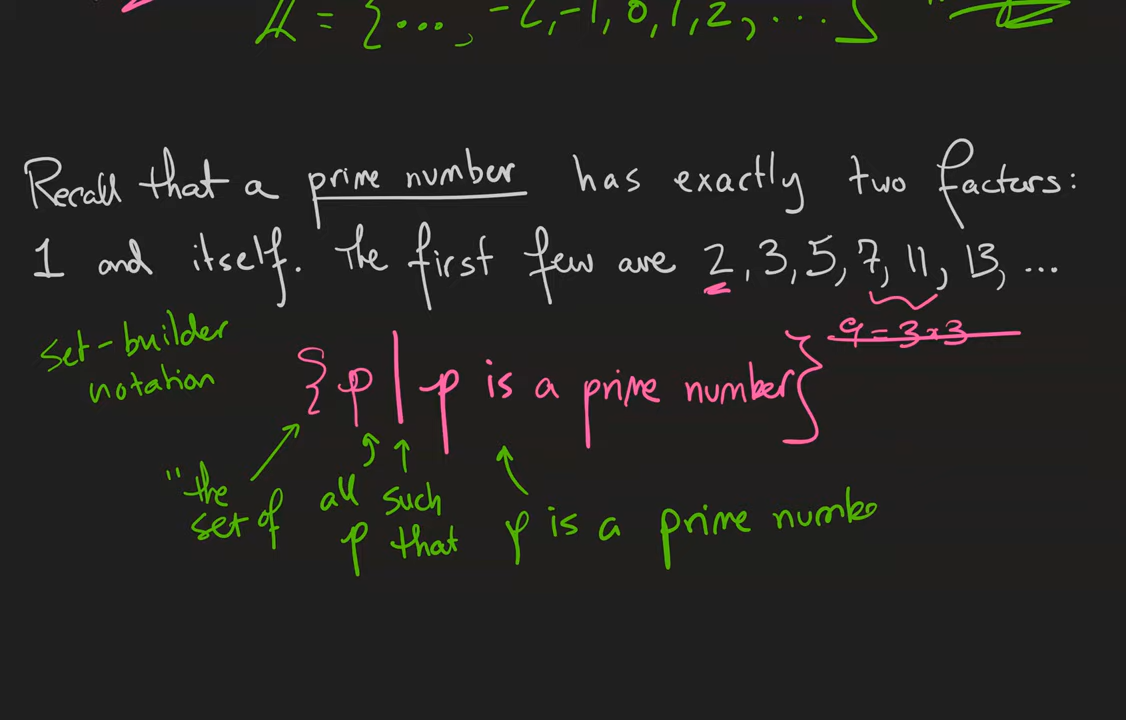 ℤ = {..., -2, -1, 0, 1, 2, ...}
Recall that a prime number has exactly two factors:
1 and itself. The first few are 2, 3, 5, 7, 11, 13, ...
9 = 3 × 3
set-builder
notation
{p | p is a prime number}
"the
set of
all
p
such
that
p is a prime numbe